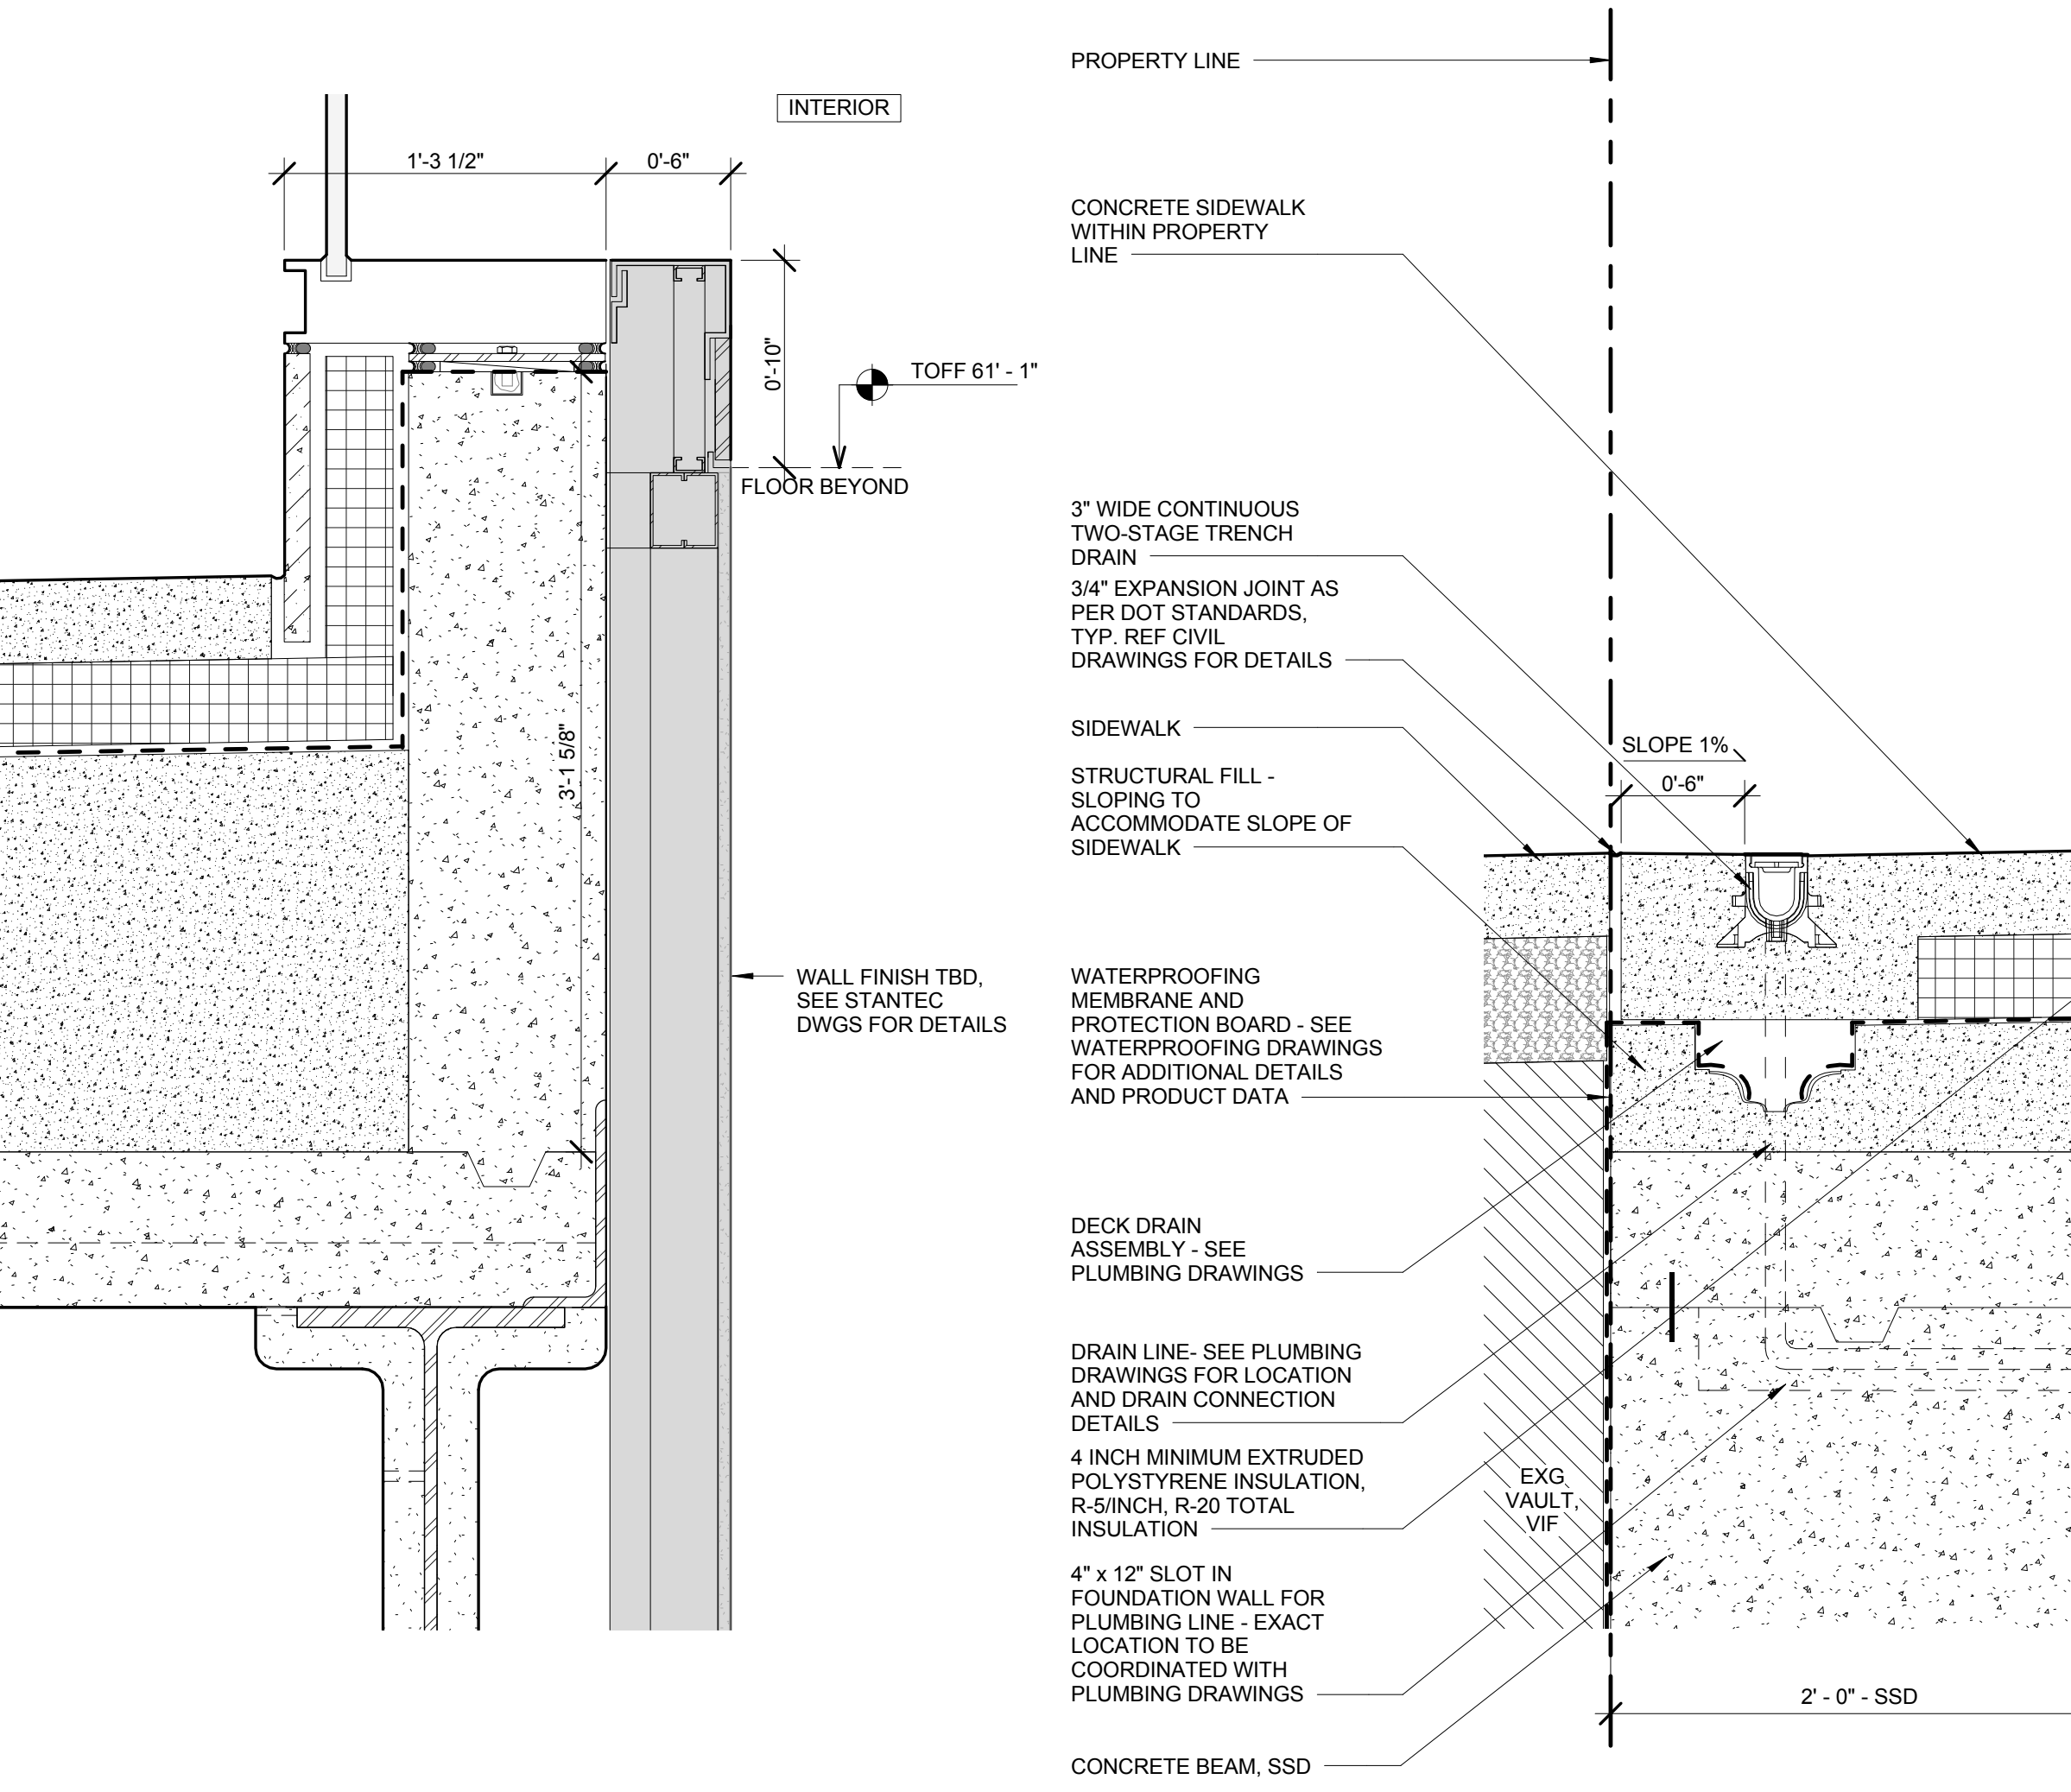 INTERIOR
1'-3 1/2"
0'-6"
0'-10"
TOFF 61' - 1"
FLOOR BEYOND
3'-1 5/8"
WALL FINISH TBD,
SEE STANTEC
DWGS FOR DETAILS
PROPERTY LINE
CONCRETE SIDEWALK
WITHIN PROPERTY
LINE
3" WIDE CONTINUOUS
TWO-STAGE TRENCH
DRAIN
3/4" EXPANSION JOINT AS
PER DOT STANDARDS,
TYP. REF CIVIL
DRAWINGS FOR DETAILS
SIDEWALK
STRUCTURAL FILL -
SLOPING TO
ACCOMMODATE SLOPE OF
SIDEWALK
WATERPROOFING
MEMBRANE AND
PROTECTION BOARD - SEE
WATERPROOFING DRAWINGS
FOR ADDITIONAL DETAILS
AND PRODUCT DATA
DECK DRAIN
ASSEMBLY - SEE
PLUMBING DRAWINGS
DRAIN LINE- SEE PLUMBING
DRAWINGS FOR LOCATION
AND DRAIN CONNECTION
DETAILS
4 INCH MINIMUM EXTRUDED
POLYSTYRENE INSULATION,
R-5/INCH, R-20 TOTAL
INSULATION
4" x 12" SLOT IN
FOUNDATION WALL FOR
PLUMBING LINE - EXACT
LOCATION TO BE
COORDINATED WITH
PLUMBING DRAWINGS
CONCRETE BEAM, SSD
SLOPE 1%
0'-6"
EXG
VAULT,
VIF
2' - 0" - SSD